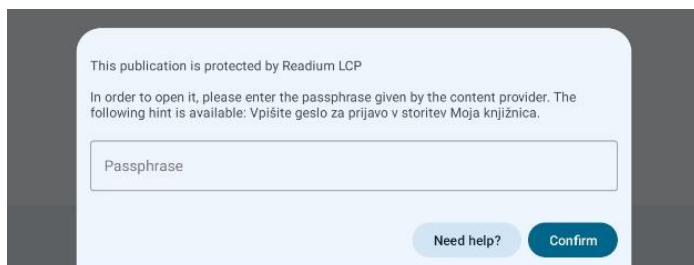 This publication is protected by Readium LCP
In order to open it, please enter the passphrase given by the content provider. The
following hint is available: Vpišite geslo za prijavo v storitev Moja knjižnica.
Passphrase
Need help?
Confirm